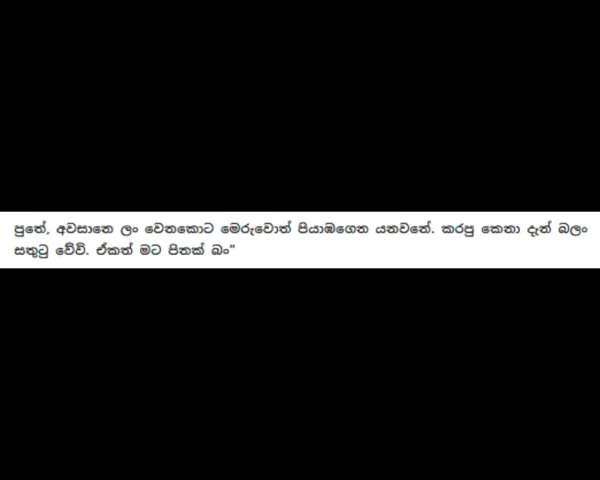 පුතේ, අවසානෙ ලං වෙනකොට මෙරුවොත් පියාඹගෙන යනවනේ. කරපු කෙනා දැන් බලං
සතුටු වේවි. ඒකත් මට පිනක් බං"